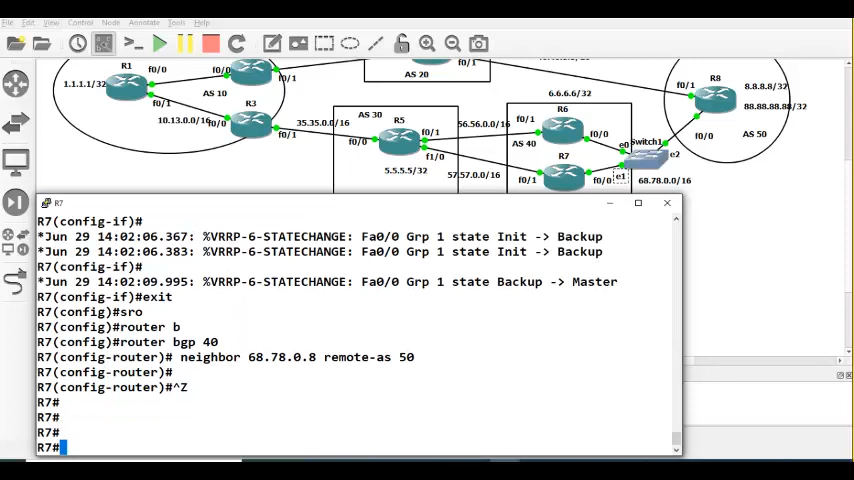 File Edit View Control Node Annotate Tools Help
R1
f0/0
f0/0
f0/1
1.1.1.1/32
AS 10
f0/1
10.13.0.0/16
f0/0
R3
f0/1
35.35.0.0/16
AS 20
f0/1
AS 30
R5
f0/0
f0/1
f1/0
5.5.5.5/32
56.56.0.0/16
57.57.0.0/16
6.6.6.6/32
R6
f0/1
f0/0
AS 40
R7
f0/1
f0/0
e0
Switch1
e2
e1
68.78.0.0/16
f0/1
R8
8.8.8.8/32
88.88.88.88/32
f0/0
AS 50
R7
R7(config-if)#
*Jun 29 14:02:06.367: %VRRP-6-STATECHANGE: Fa0/0 Grp 1 state Init -> Backup
*Jun 29 14:02:06.383: %VRRP-6-STATECHANGE: Fa0/0 Grp 1 state Init -> Backup
R7(config-if)#
*Jun 29 14:02:09.995: %VRRP-6-STATECHANGE: Fa0/0 Grp 1 state Backup -> Master
R7(config-if)#exit
R7(config)#sro
R7(config)#router b
R7(config)#router bgp 40
R7(config-router)# neighbor 68.78.0.8 remote-as 50
R7(config-router)#
R7(config-router)#^Z
R7#
R7#
R7#
R7#